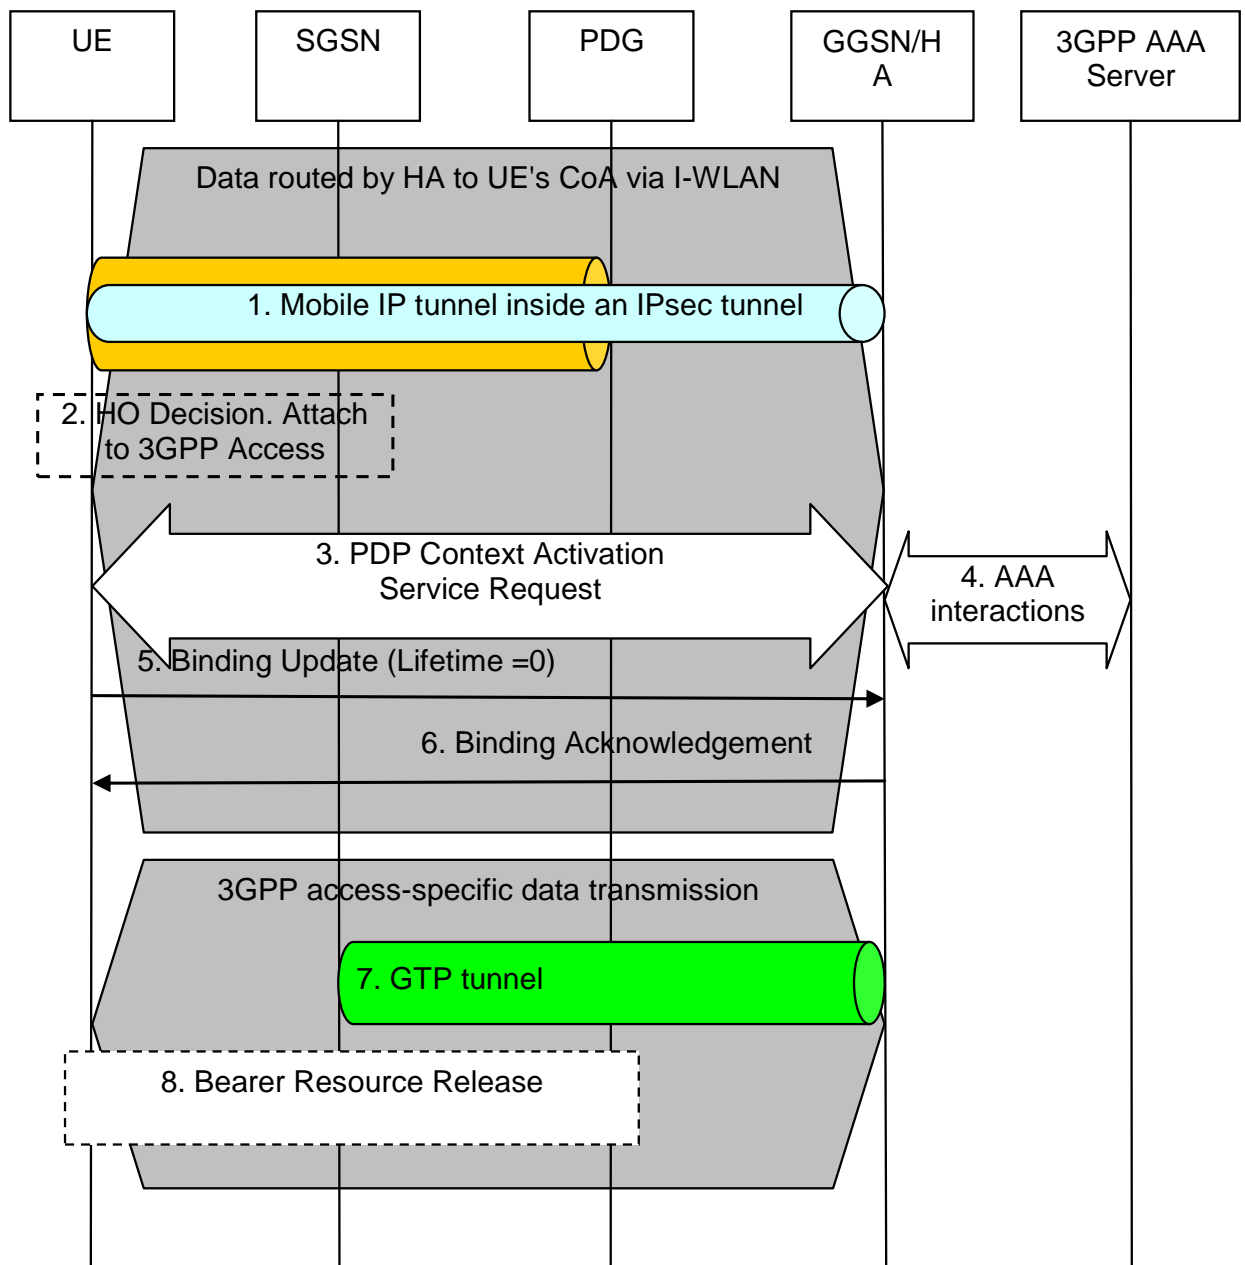 UE
SGSN
PDG
GGSN/H
A
3GPP AAA
Server
Data routed by HA to UE's CoA via I-WLAN
1. Mobile IP tunnel inside an IPsec tunnel
2. HO Decision. Attach
to 3GPP Access
3. PDP Context Activation
Service Request
4. AAA
interactions
5. Binding Update (Lifetime =0)
6. Binding Acknowledgement
3GPP access-specific data transmission
7. GTP tunnel
8. Bearer Resource Release